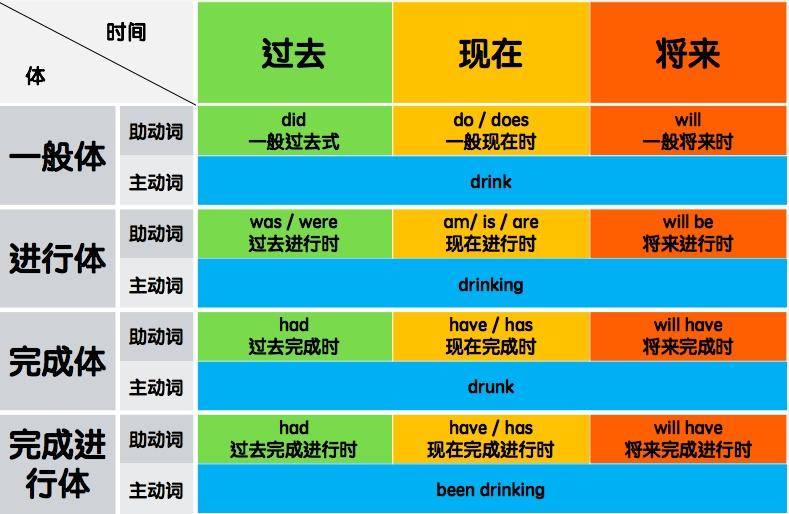 时间
体
过去
现在
将来
一般体
助动词
did
一般过去式
do / does
一般现在时
will
一般将来时
主动词
drink
进行体
助动词
was / were
过去进行时
am/ is / are
现在进行时
will be
将来进行时
主动词
drinking
完成体
助动词
had
过去完成时
have / has
现在完成时
will have
将来完成时
主动词
drunk
完成进
行体
助动词
had
过去完成进行时
have / has
现在完成进行时
will have
将来完成进行时
主动词
been drinking